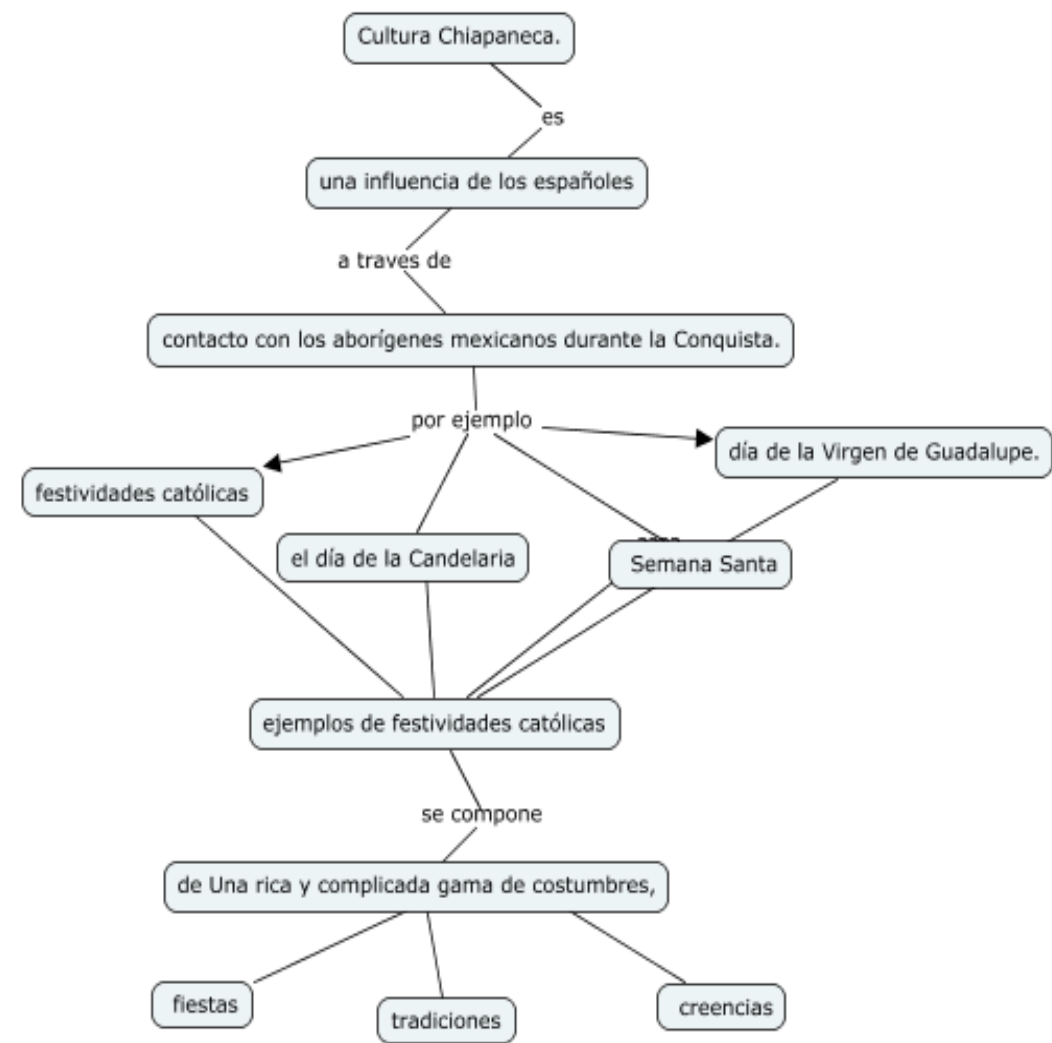 Cultura Chiapaneca.
es
una influencia de los españoles
a traves de
contacto con los aborígenes mexicanos durante la Conquista.
por ejemplo
día de la Virgen de Guadalupe.
festividades católicas
el día de la Candelaria
Semana Santa
ejemplos de festividades católicas
se compone
de Una rica y complicada gama de costumbres,
fiestas
tradiciones
creencias